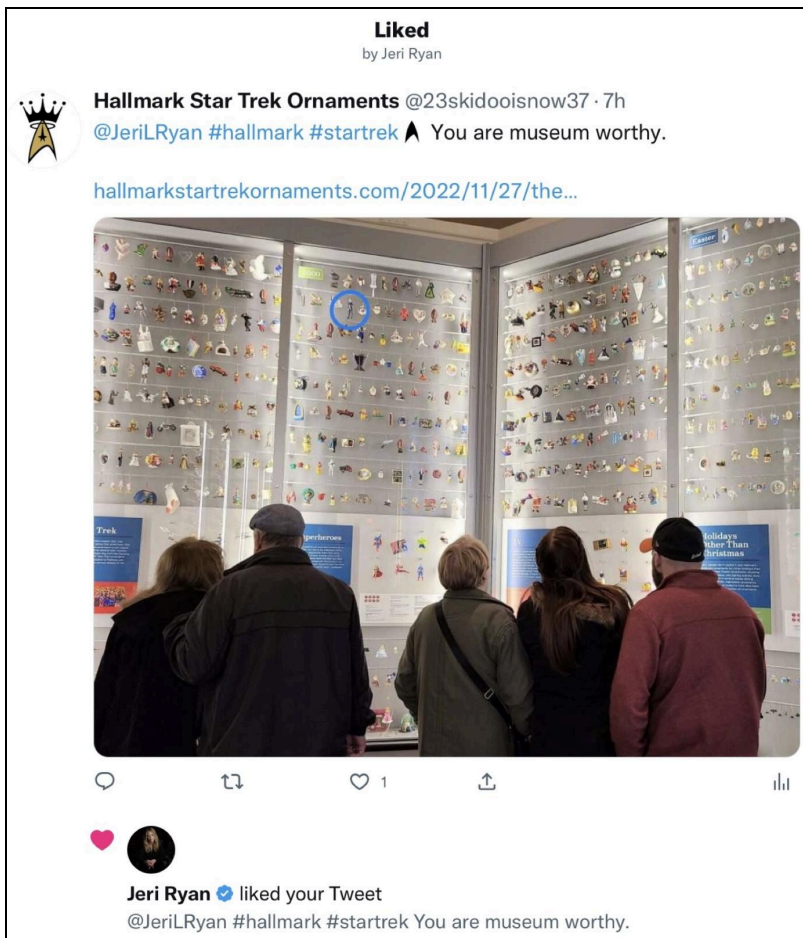 Liked
by Jeri Ryan
Hallmark Star Trek Ornaments @23skidooisnow37 · 7h
@JeriLRyan #hallmark #startrek You are museum worthy.
hallmarkstartrekornaments.com/2022/11/27/the...
Easter
Trek
Holidays
Other Than
Christmas
1
Jeri Ryan liked your Tweet
@JeriLRyan #hallmark #startrek You are museum worthy.